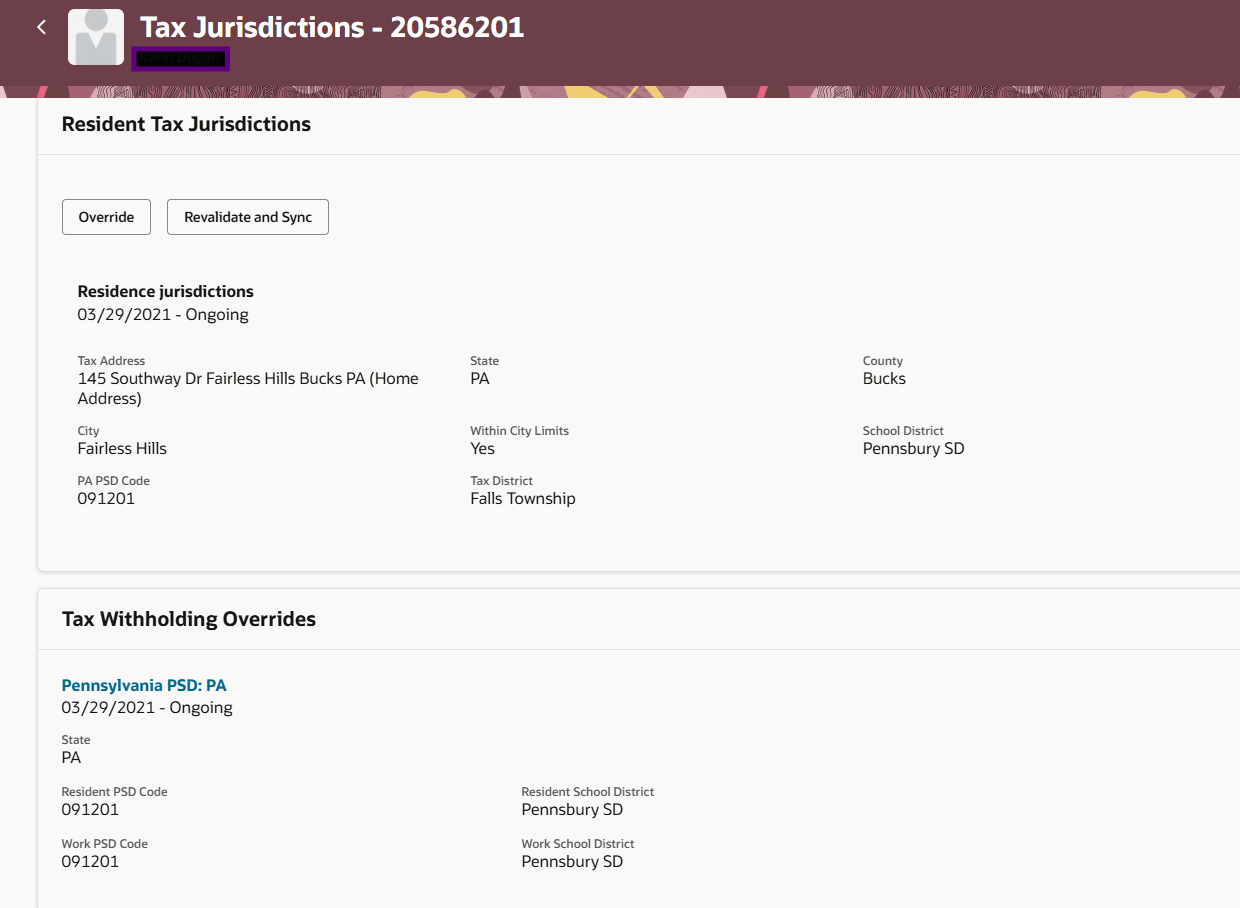 Tax Jurisdictions - 20586201
Resident Tax Jurisdictions
Override Revalidate and Sync
Residence jurisdictions
03/29/2021 - Ongoing
Tax Address State County
145 Southway Dr Fairless Hills Bucks PA (Home PA Bucks
Address)
City Within City Limits School District
Fairless Hills Yes Pennsbury SD
PA PSD Code Tax District
091201 Falls Township
Tax Withholding Overrides
Pennsylvania PSD: PA
03/29/2021 - Ongoing
State
PA
Resident PSD Code Resident School District
091201 Pennsbury SD
Work PSD Code Work School District
091201 Pennsbury SD